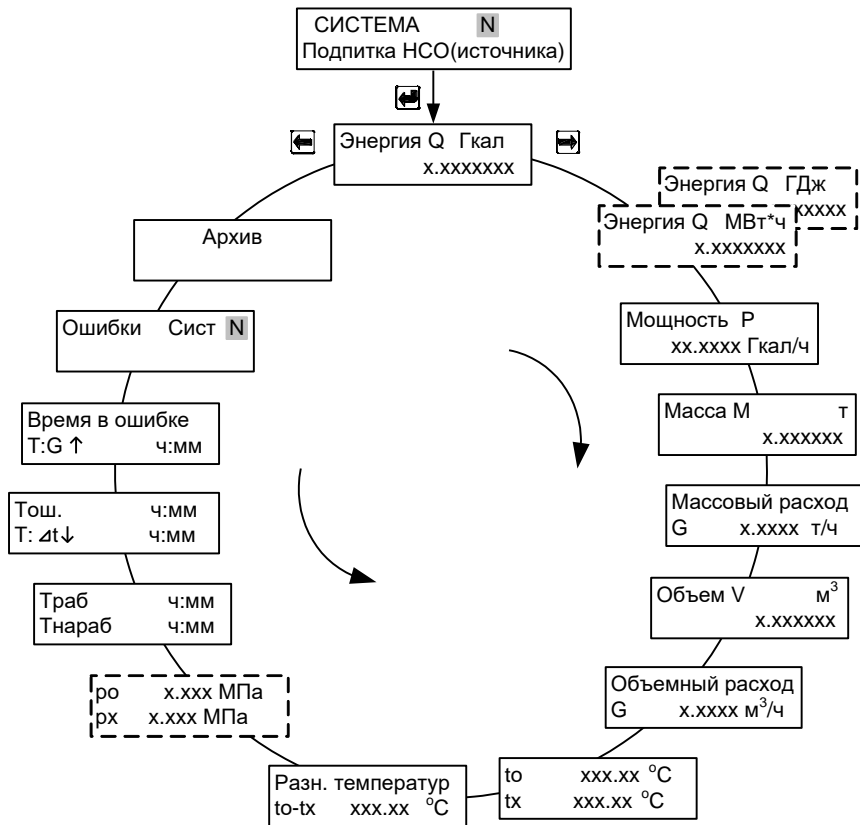 СИСТЕМА N
Подпитка НСО(источника)
Энергия Q Гкал
x.xxxxxxx
Энергия Q ГДж
xxxxx
Энергия Q МВт*ч
x.xxxxxxx
Мощность P
xx.xxxx Гкал/ч
Масса M т
x.xxxxxx
Массовый расход
G x.xxxx т/ч
Объем V м³
x.xxxxxx
Объемный расход
G x.xxxx м³/ч
to xxx.xx °C
tx xxx.xx °C
Разн. температур
to-tx xxx.xx °C
po x.xxx МПа
px x.xxx МПа
Tраб ч:мм
Tнараб ч:мм
Tош. ч:мм
T: ⊿t↓ ч:мм
Время в ошибке
T:G ↑ ч:мм
Ошибки Сист N
Архив